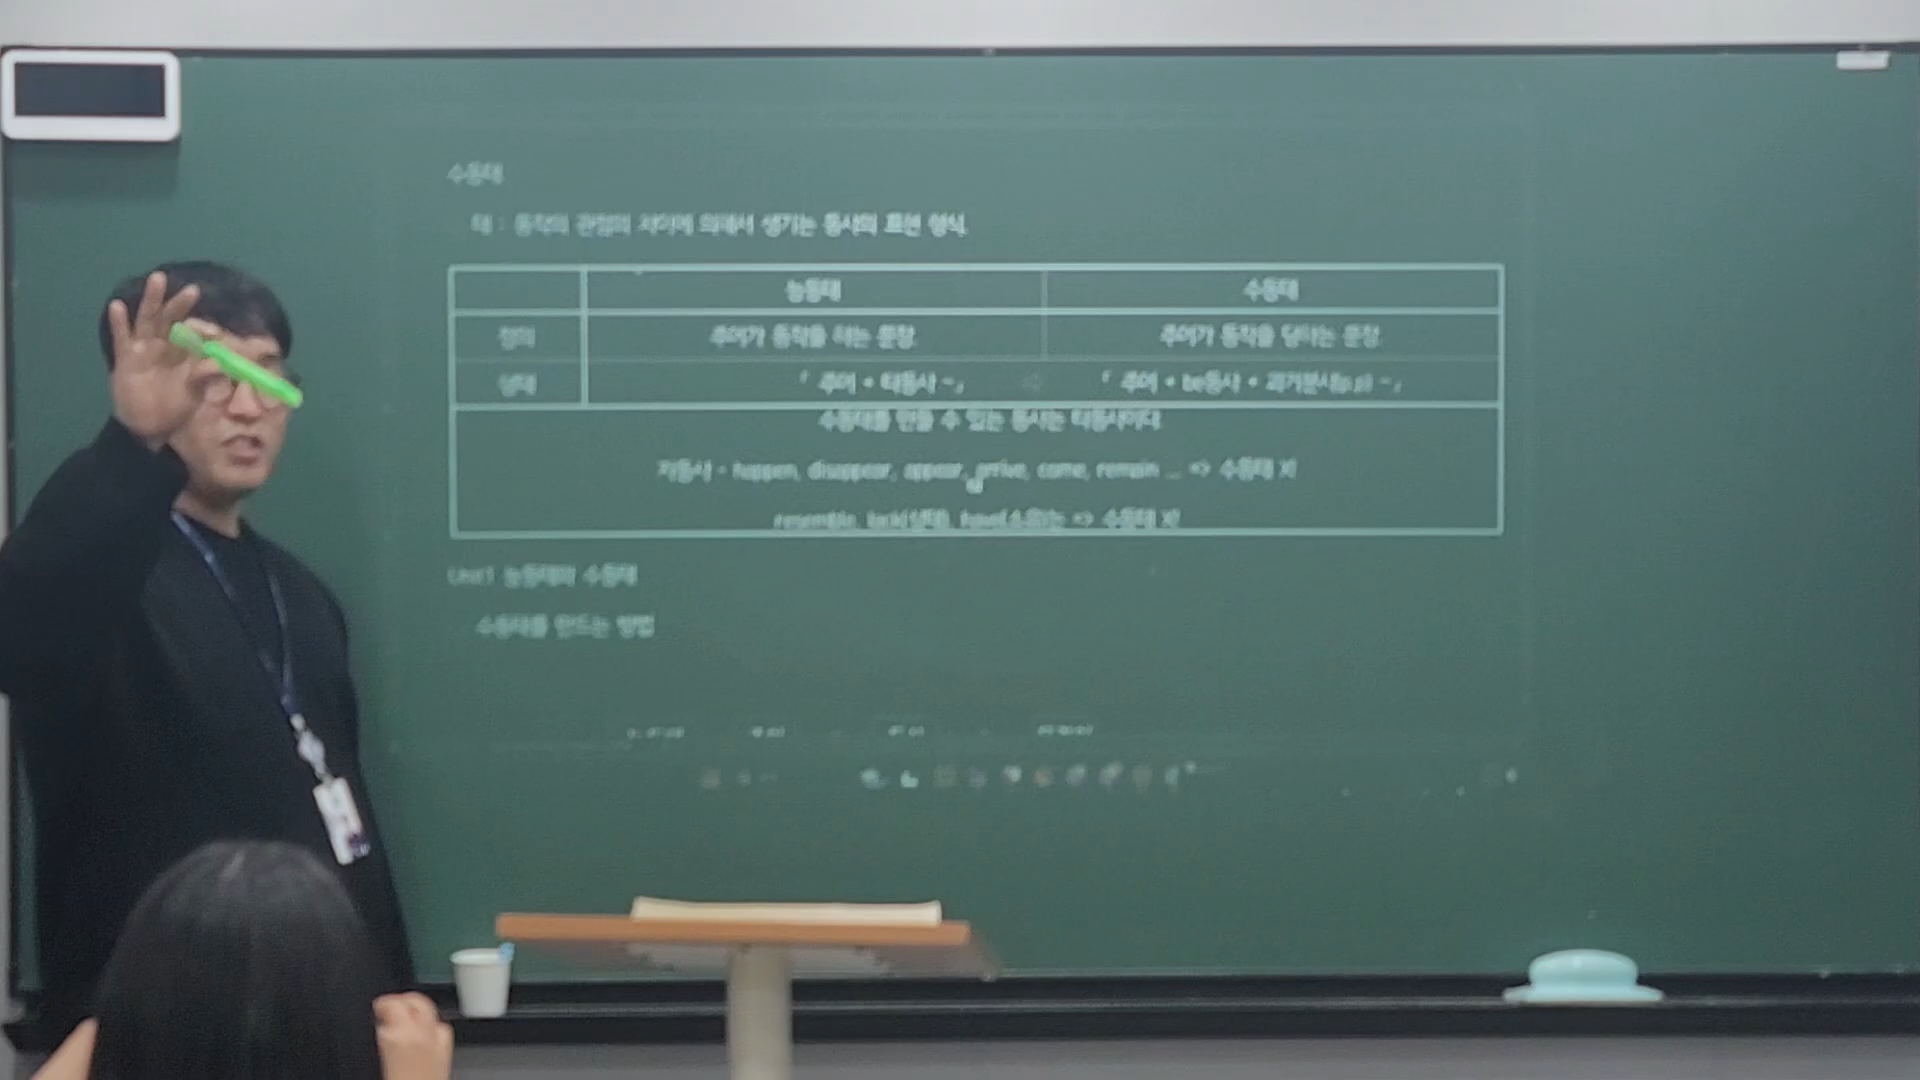 수동태
태 : 동작의 관점의 차이에 의해서 생기는 동사의 표현 형식.
능동태 수동태
정의 주어가 동작을 하는 문장. 주어가 동작을 당하는 문장.
형태 「 주어 + 타동사 ~」 ⇨ 「 주어 + be동사 + 과거분사(p.p) ~」
수동태를 만들 수 있는 동사는 타동사이다.
자동사 - happen, disappear, appear, arrive, come, remain ... => 수동태 X!
resemble, lack(상태), have(소유)는 => 수동태 X!
Unit1 능동태와 수동태
수동태를 만드는 방법